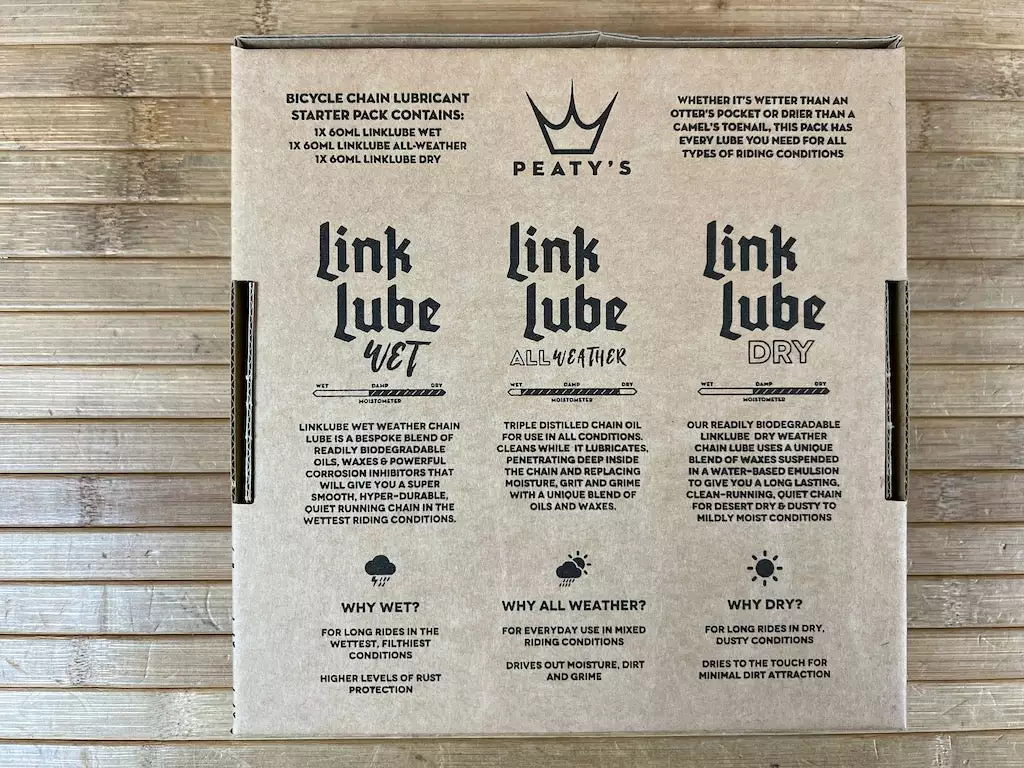 BICYCLE CHAIN LUBRICANT
STARTER PACK CONTAINS:
1X 60ML LINKLUBE WET
1X 60ML LINKLUBE ALL-WEATHER
1X 60ML LINKLUBE DRY
PEATY'S
WHETHER IT'S WETTER THAN AN
OTTER'S POCKET OR DRIER THAN A
CAMEL'S TOENAIL, THIS PACK HAS
EVERY LUBE YOU NEED FOR ALL
TYPES OF RIDING CONDITIONS
Link
Lube
WET
WET DAMP DRY
MOISTOMETER
LINKLUBE WET WEATHER CHAIN
LUBE IS A BESPOKE BLEND OF
READILY BIODEGRADABLE
OILS, WAXES & POWERFUL
CORROSION INHIBITORS THAT
WILL GIVE YOU A SUPER
SMOOTH, HYPER-DURABLE,
QUIET RUNNING CHAIN IN THE
WETTEST RIDING CONDITIONS.
WHY WET?
FOR LONG RIDES IN THE
WETTEST, FILTHIEST
CONDITIONS
HIGHER LEVELS OF RUST
PROTECTION
Link
Lube
ALL WEATHER
WET DAMP DRY
MOISTOMETER
TRIPLE DISTILLED CHAIN OIL
FOR USE IN ALL CONDITIONS.
CLEANS WHILE IT LUBRICATES,
PENETRATING DEEP INSIDE
THE CHAIN AND REPLACING
MOISTURE, GRIT AND GRIME
WITH A UNIQUE BLEND OF
OILS AND WAXES.
WHY ALL WEATHER?
FOR EVERYDAY USE IN MIXED
RIDING CONDITIONS
DRIVES OUT MOISTURE, DIRT
AND GRIME
Link
Lube
DRY
WET DAMP DRY
MOISTOMETER
OUR READILY BIODEGRADABLE
LINKLUBE DRY WEATHER
CHAIN LUBE USES A UNIQUE
BLEND OF WAXES SUSPENDED
IN A WATER-BASED EMULSION
TO GIVE YOU A LONG LASTING,
CLEAN-RUNNING, QUIET CHAIN
FOR DESERT DRY & DUSTY TO
MILDLY MOIST CONDITIONS
WHY DRY?
FOR LONG RIDES IN DRY,
DUSTY CONDITIONS
DRIES TO THE TOUCH FOR
MINIMAL DIRT ATTRACTION